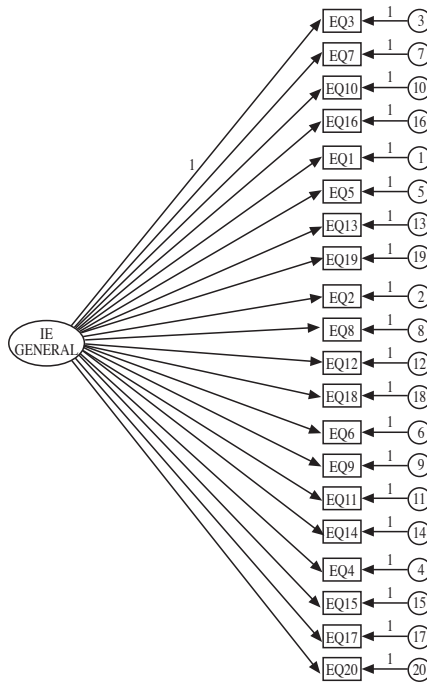 EQ3 1 3
EQ7 1 7
EQ10 1 10
EQ16 1 16
1
EQ1 1 1
EQ5 1 5
EQ13 1 13
EQ19 1 19
EQ2 1 2
IE
GENERAL
EQ8 1 8
EQ12 1 12
EQ18 1 18
EQ6 1 6
EQ9 1 9
EQ11 1 11
EQ14 1 14
EQ4 1 4
EQ15 1 15
EQ17 1 17
EQ20 1 20